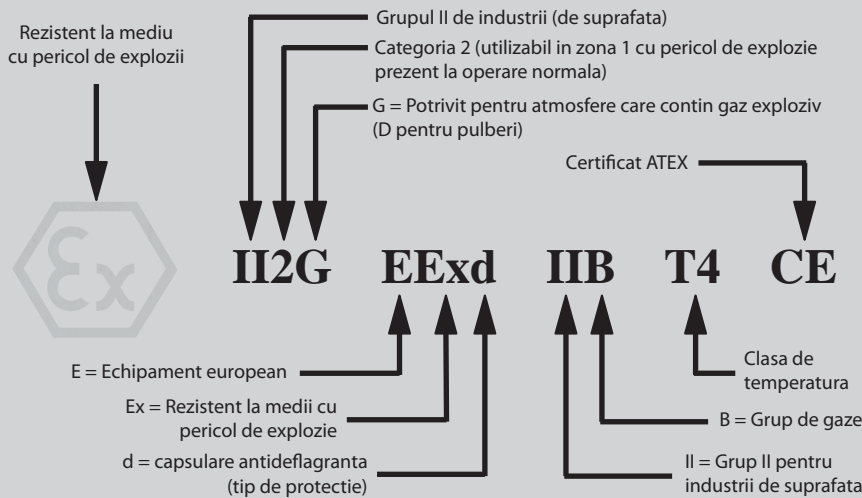 Rezistent la mediu
cu pericol de explozii
Grupul II de industrii (de suprafata)
Categoria 2 (utilizabil in zona 1 cu pericol de explozie
prezent la operare normala)
G = Potrivit pentru atmosfere care contin gaz exploziv
(D pentru pulberi)
Certificat ATEX
Ex II2G EExd IIB T4 CE
E = Echipament european
Ex = Rezistent la medii cu
pericol de explozie
d = capsulare antideflagranta
(tip de protectie)
Clasa de
temperatura
B = Grup de gaze
II = Grup II pentru
industrii de suprafata